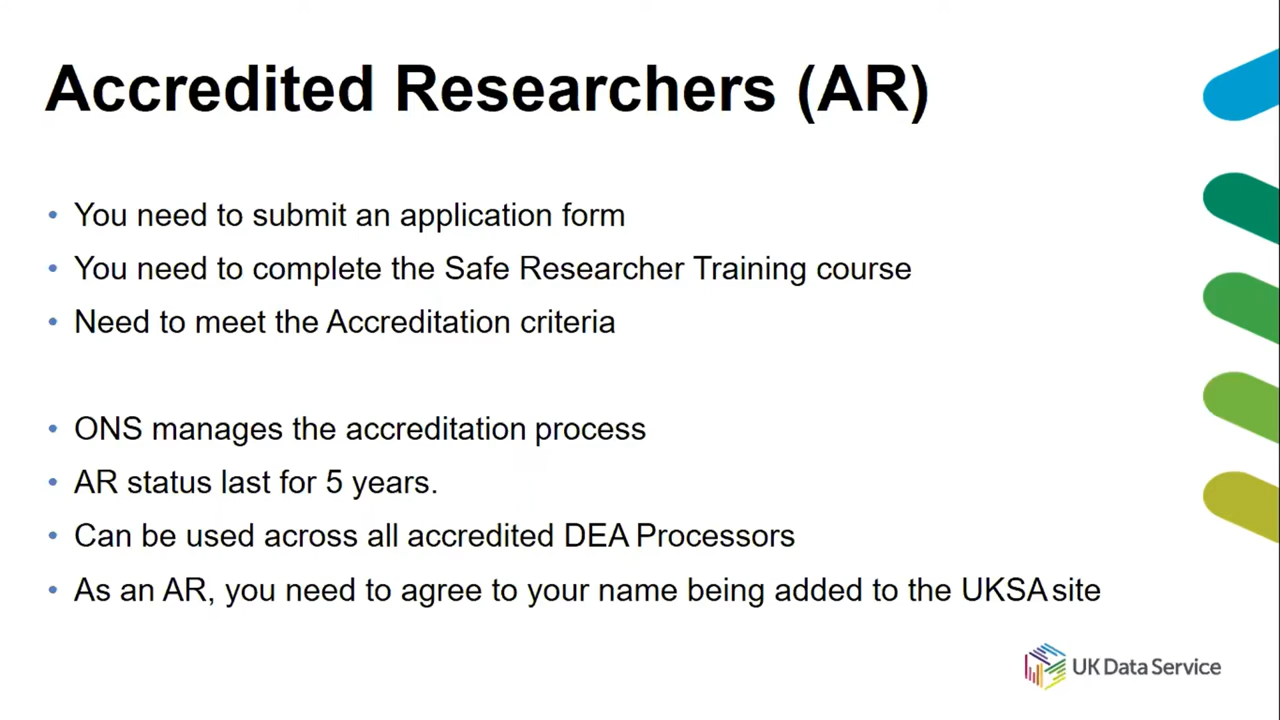 Accredited Researchers (AR)
• You need to submit an application form
• You need to complete the Safe Researcher Training course
• Need to meet the Accreditation criteria
• ONS manages the accreditation process
• AR status last for 5 years.
• Can be used across all accredited DEA Processors
• As an AR, you need to agree to your name being added to the UKSA site
UK Data Service